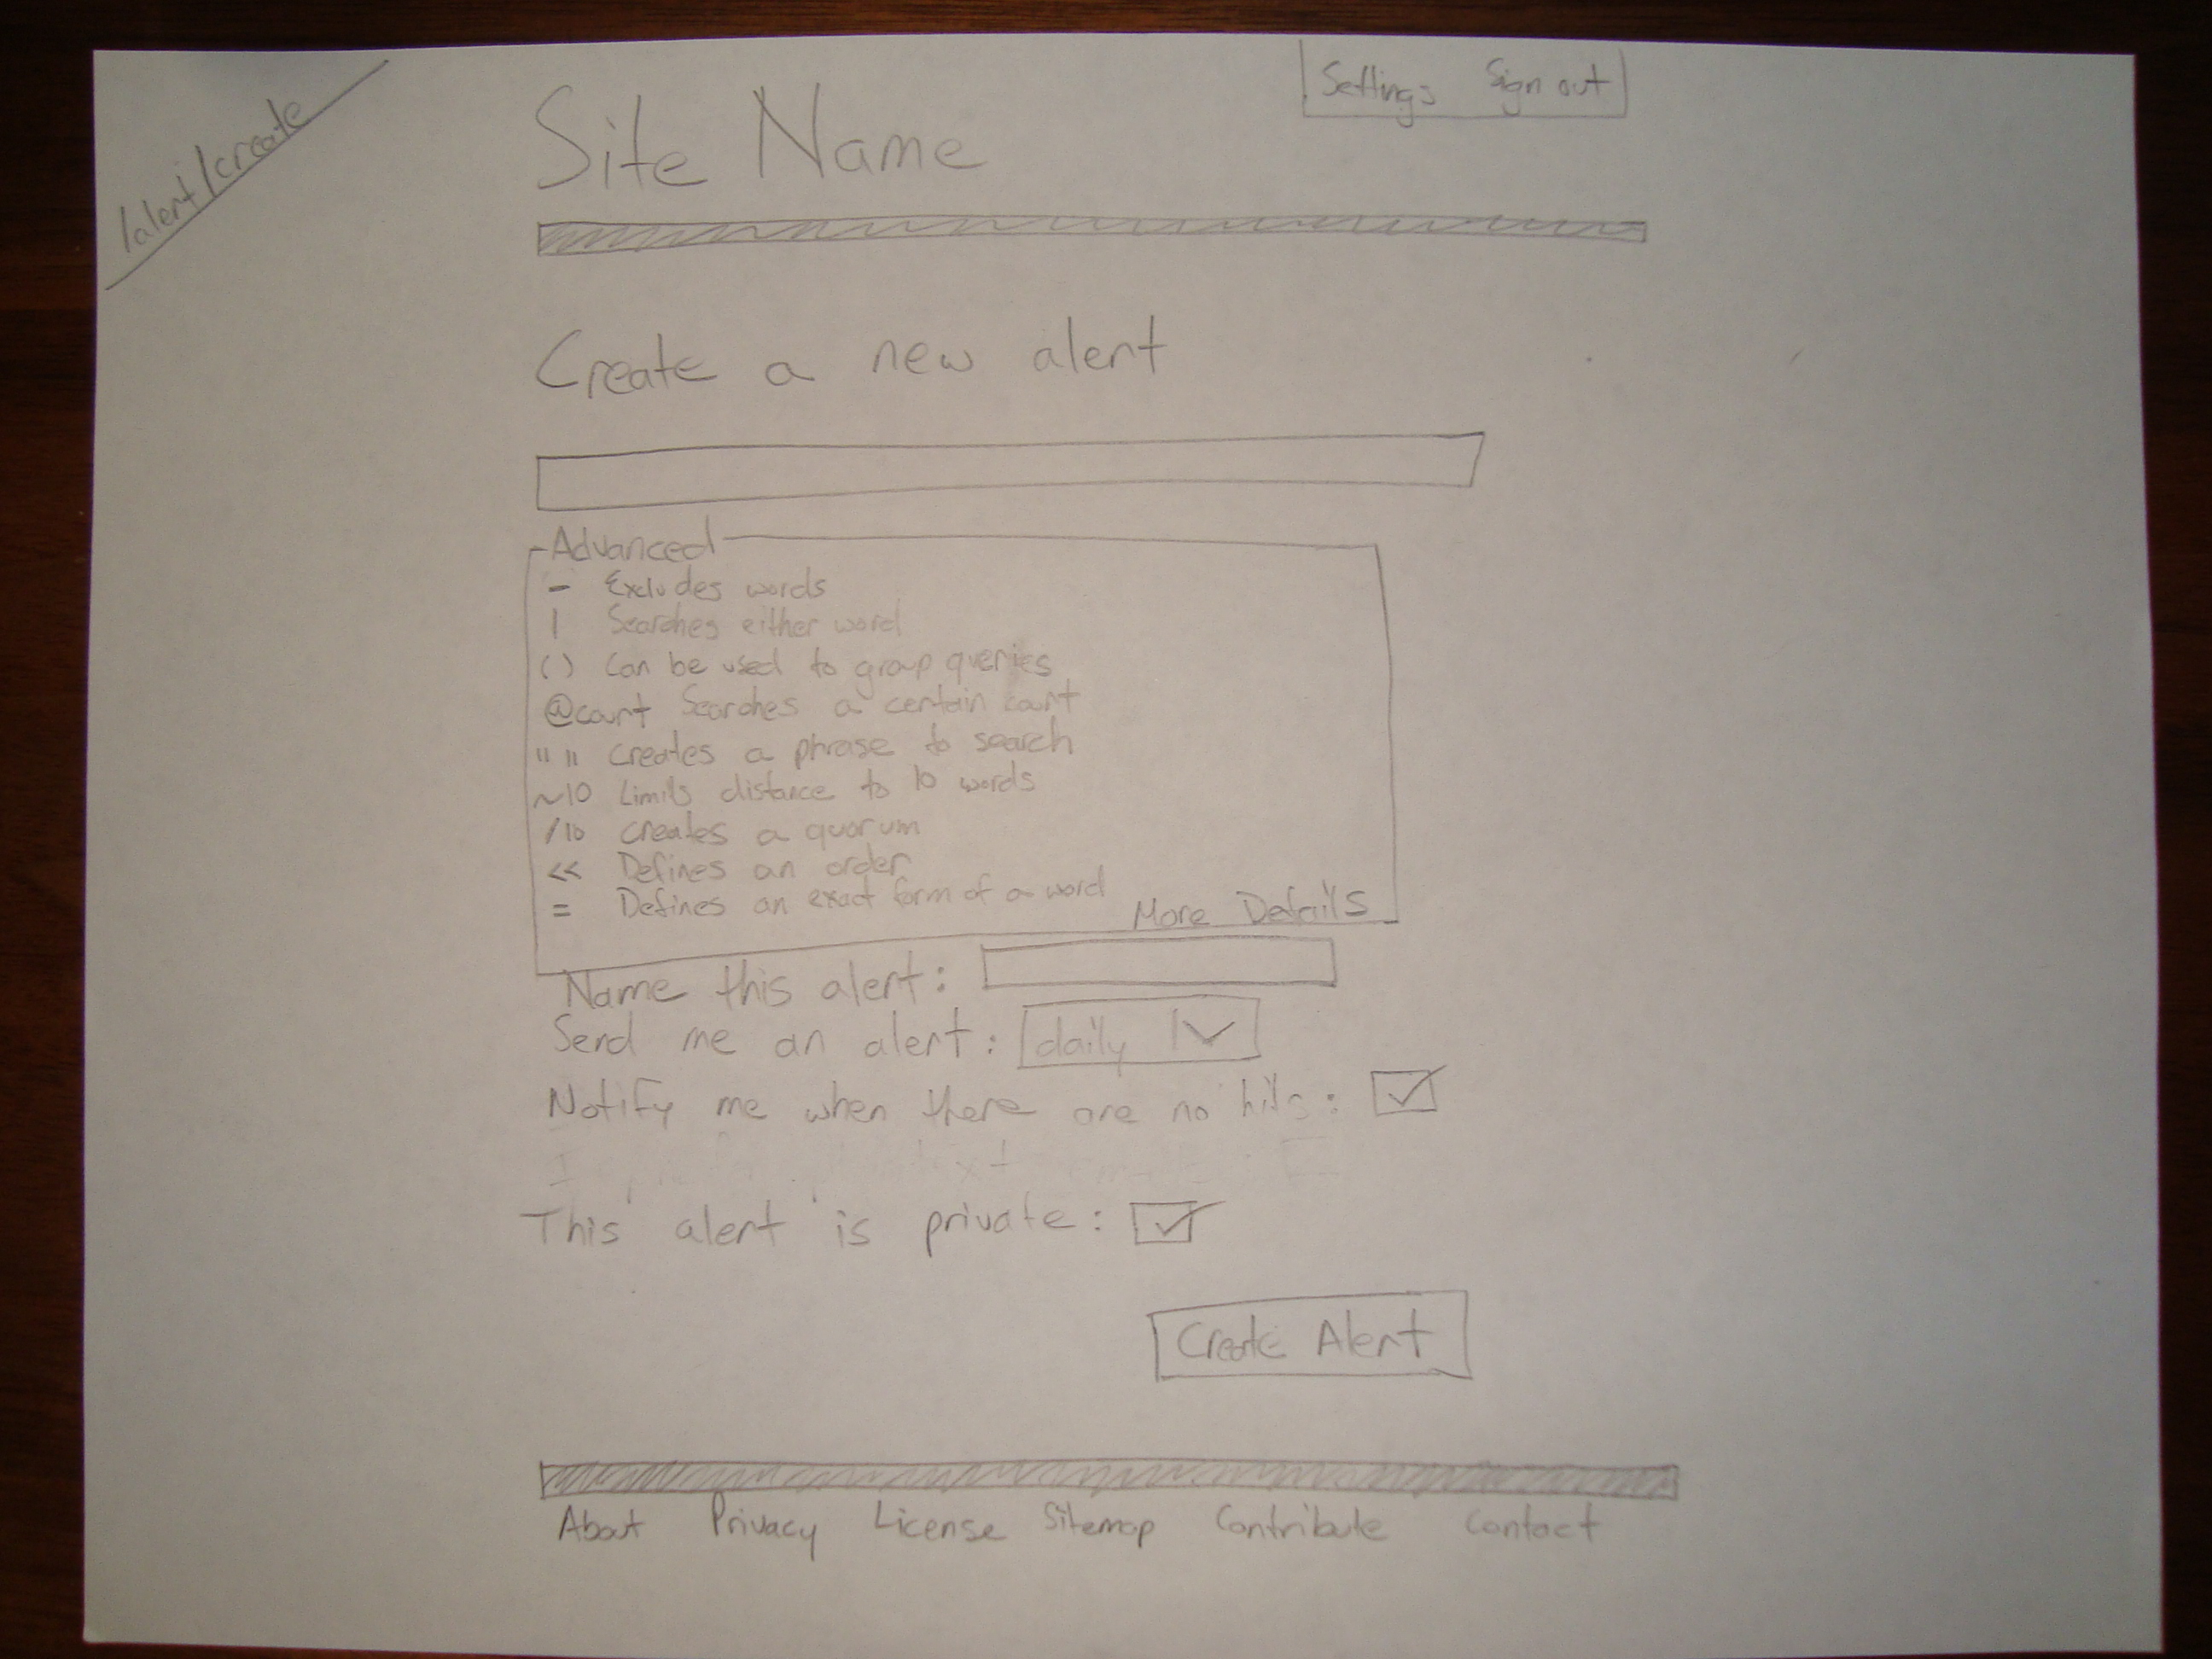 /alert/create
Settings Sign out
Site Name
Create a new alert
Advanced
- Excludes words
| Searches either word
( ) Can be used to group queries
@court Searches a certain court
" " Creates a phrase to search
~10 Limits distance to 10 words
/10 creates a quorum
<< Defines an order
= Defines an exact form of a word
More Details
Name this alert:
Send me an alert: daily
Notify me when there are no hits:
This alert is private:
Create Alert
About Privacy License Sitemap Contribute Contact